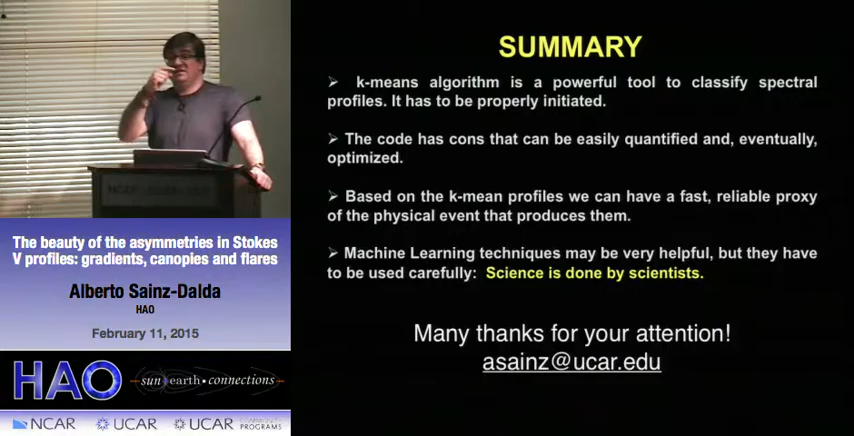 SUMMARY
➢ k-means algorithm is a powerful tool to classify spectral
profiles. It has to be properly initiated.
➢ The code has cons that can be easily quantified and, eventually,
optimized.
➢ Based on the k-mean profiles we can have a fast, reliable proxy
of the physical event that produces them.
➢ Machine Learning techniques may be very helpful, but they have
to be used carefully: Science is done by scientists.
Many thanks for your attention!
asainz@ucar.edu
The beauty of the asymmetries in Stokes
V profiles: gradients, canopies and flares
Alberto Sainz-Dalda
HAO
February 11, 2015
HAO
sun earth • connections
NCAR
UCAR
UCAR
PROGRAMS